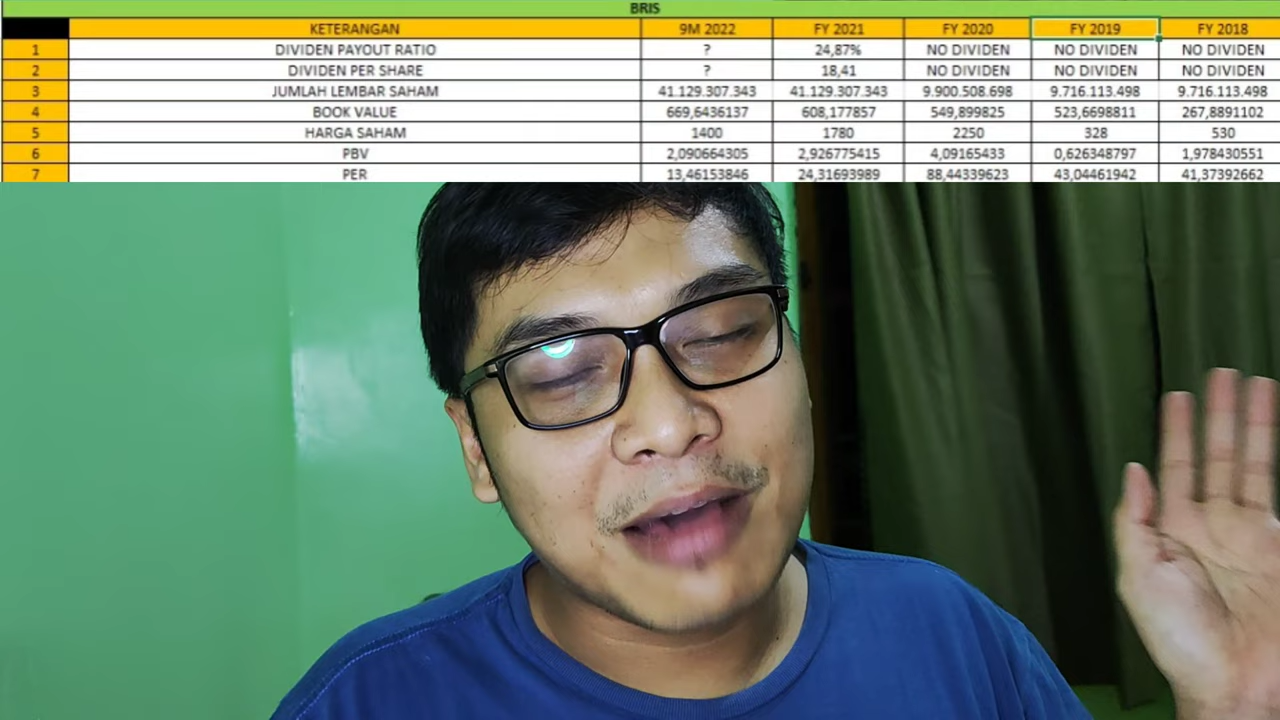 BRIS
KETERANGAN 9M 2022 FY 2021 FY 2020 FY 2019 FY 2018
1 DIVIDEN PAYOUT RATIO ? 24,87% NO DIVIDEN NO DIVIDEN NO DIVIDEN
2 DIVIDEN PER SHARE ? 18,41 NO DIVIDEN NO DIVIDEN NO DIVIDEN
3 JUMLAH LEMBAR SAHAM 41.129.307.343 41.129.307.343 9.900.508.698 9.716.113.498 9.716.113.498
4 BOOK VALUE 669,6436137 608,177857 549,899825 523,6698811 267,8891102
5 HARGA SAHAM 1400 1780 2250 328 530
6 PBV 2,090664305 2,926775415 4,09165433 0,626348797 1,978430551
7 PER 13,46153846 24,31693989 88,44339623 43,04461942 41,37392662